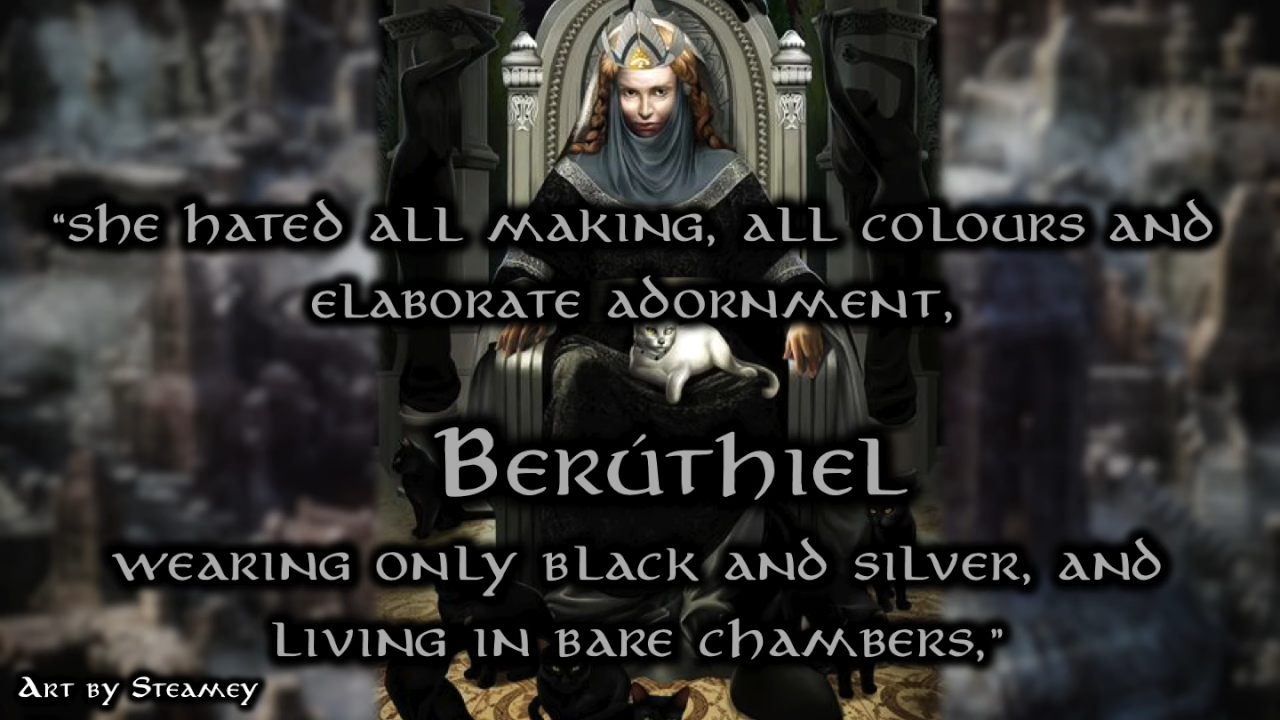 “She hated all making, all colours and
elaborate adornment,
Berúthiel
wearing only black and silver, and
living in bare chambers,”
Art by Steamey